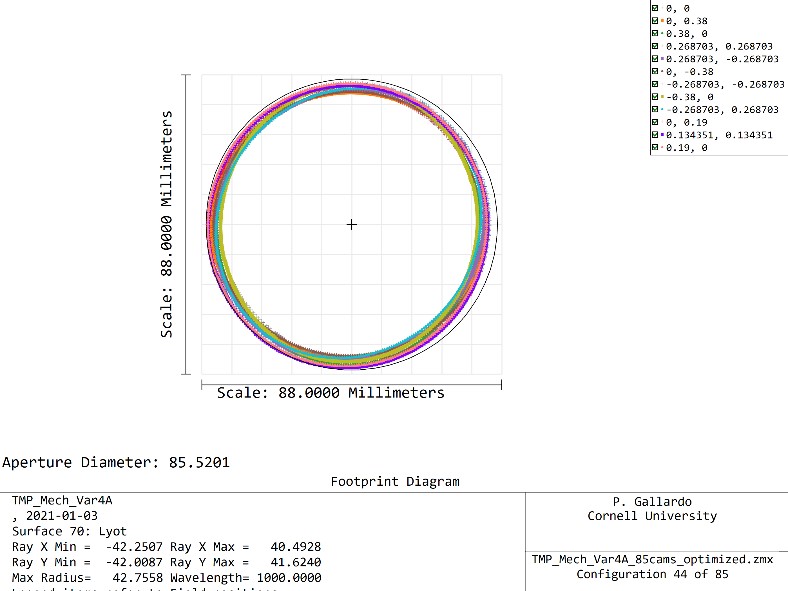 0, 0
0, 0.38
0.38, 0
0.268703, 0.268703
0.268703, -0.268703
0, -0.38
-0.268703, -0.268703
-0.38, 0
-0.268703, 0.268703
0, 0.19
0.134351, 0.134351
0.19, 0
Scale: 88.0000 Millimeters
Scale: 88.0000 Millimeters
Aperture Diameter: 85.5201
Footprint Diagram
TMP_Mech_Var4A
, 2021-01-03
Surface 70: Lyot
Ray X Min = -42.2507 Ray X Max = 40.4928
Ray Y Min = -42.0087 Ray Y Max = 41.6240
Max Radius= 42.7558 Wavelength= 1000.0000
P. Gallardo
Cornell University
TMP_Mech_Var4A_85cams_optimized.zmx
Configuration 44 of 85